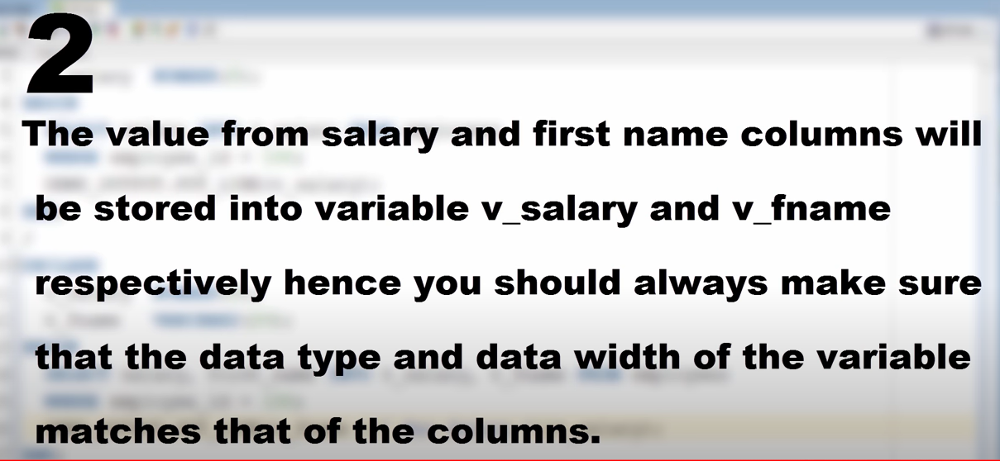 2
The value from salary and first name columns will
be stored into variable v_salary and v_fname
respectively hence you should always make sure
that the data type and data width of the variable
matches that of the columns.